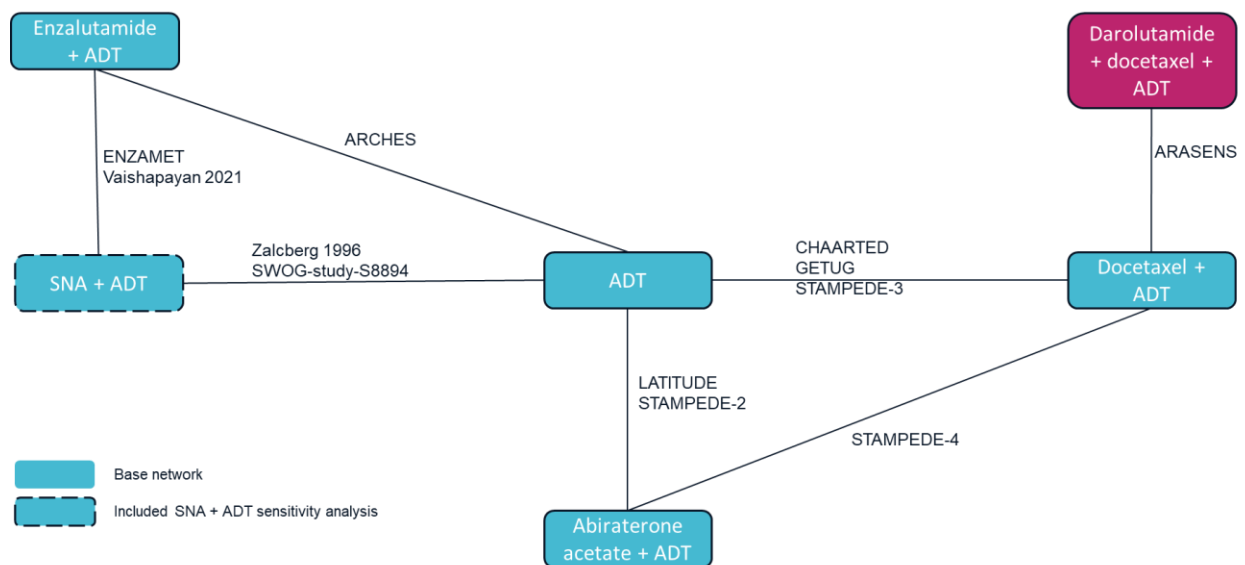 Enzalutamide
+ ADT
Darolutamide
+ docetaxel +
ADT
ARCHES
ENZAMET
Vaishapayan 2021
ARASENS
Zalcberg 1996
SWOG-study-S8894
CHAARTED
GETUG
STAMPEDE-3
SNA + ADT
ADT
Docetaxel +
ADT
LATITUDE
STAMPEDE-2
STAMPEDE-4
Base network
Included SNA + ADT sensitivity analysis
Abiraterone
acetate + ADT